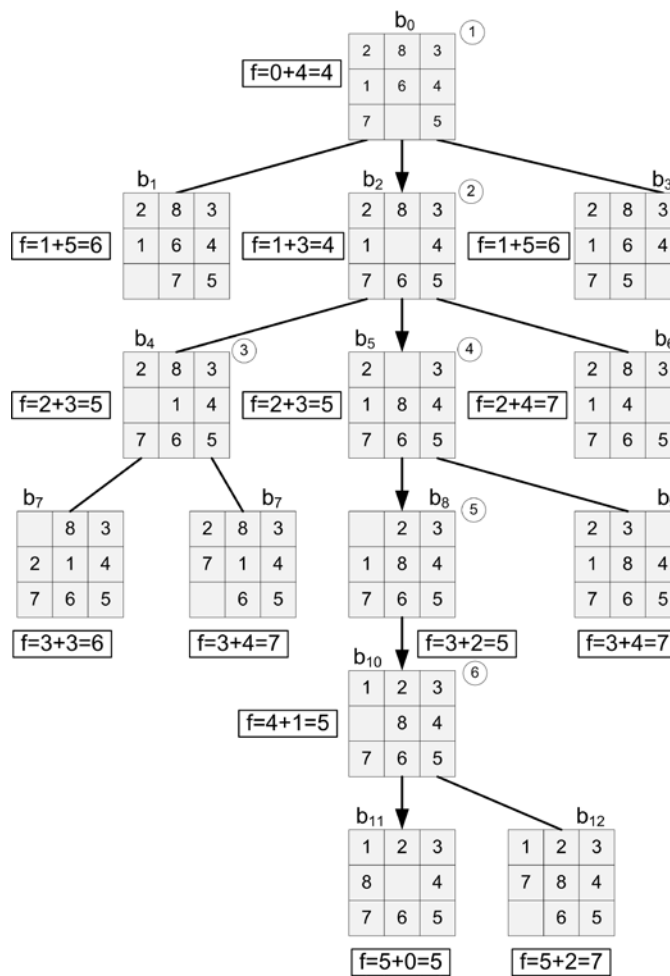 b₀
①
2 8 3
f=0+4=4
1 6 4
7 5
b₁
b₂
②
b₃
2 8 3
2 8 3
2 8 3
f=1+5=6
1 6 4
f=1+3=4
1 4
f=1+5=6
1 6 4
7 5
7 6 5
7 5
b₄
③
b₅
④
b₆
2 8 3
2 3
2 8 3
f=2+3=5
1 4
f=2+3=5
1 8 4
f=2+4=7
1 4
7 6 5
7 6 5
7 6 5
b₇
b₇
b₈
⑤
b
8 3
2 8 3
2 3
2 3
2 1 4
7 1 4
1 8 4
1 8 4
7 6 5
6 5
7 6 5
7 6 5
f=3+3=6
f=3+4=7
f=3+2=5
f=3+4=7
b₁₀
⑥
1 2 3
f=4+1=5
8 4
7 6 5
b₁₁
b₁₂
1 2 3
1 2 3
8 4
7 8 4
7 6 5
6 5
f=5+0=5
f=5+2=7